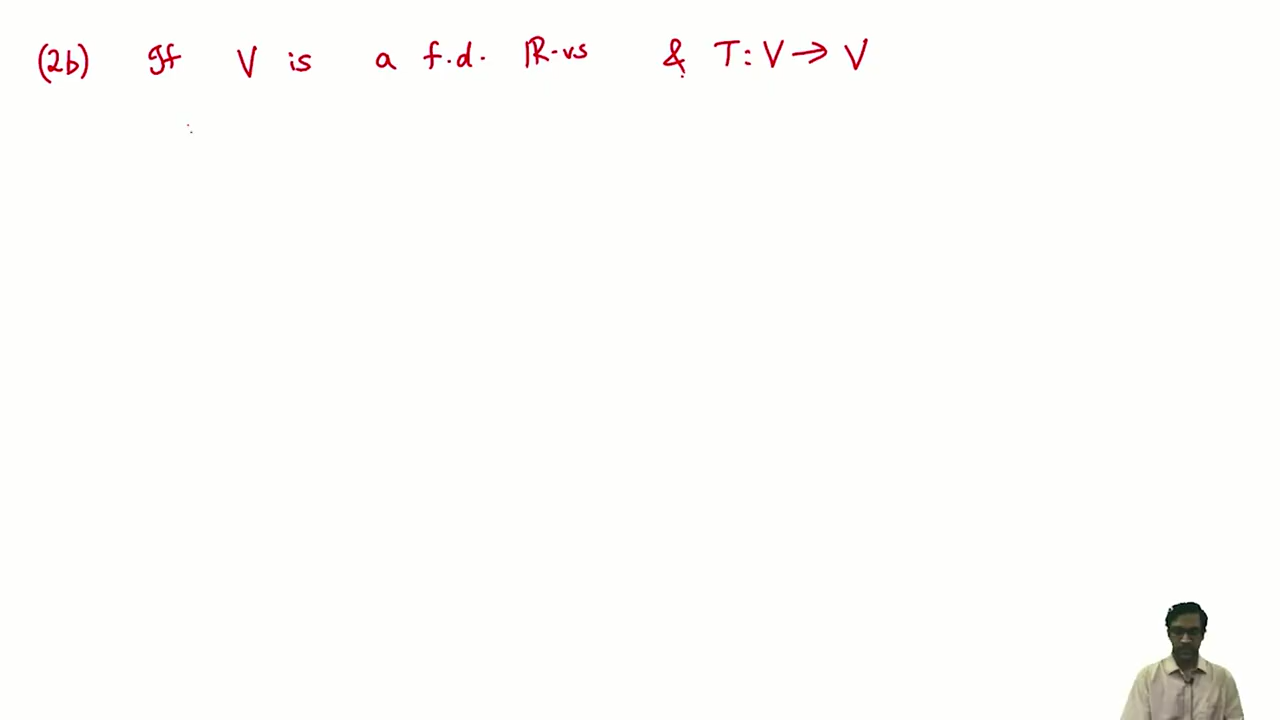 (2b) If V is a f.d. ℝ-vs & T: V → V